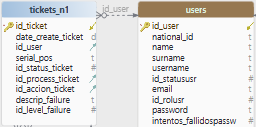 tickets_n1
id_ticket
date_create_ticket d
id_user
serial_pos t
id_status_ticket #
id_process_ticket
id_accion_ticket
descrip_failure t
id_level_failure #
id_user
users
id_user
national_id t
name t
surname t
username t
id_statususr #
email t
id_rolusr #
password t
intentos_fallidospassw #